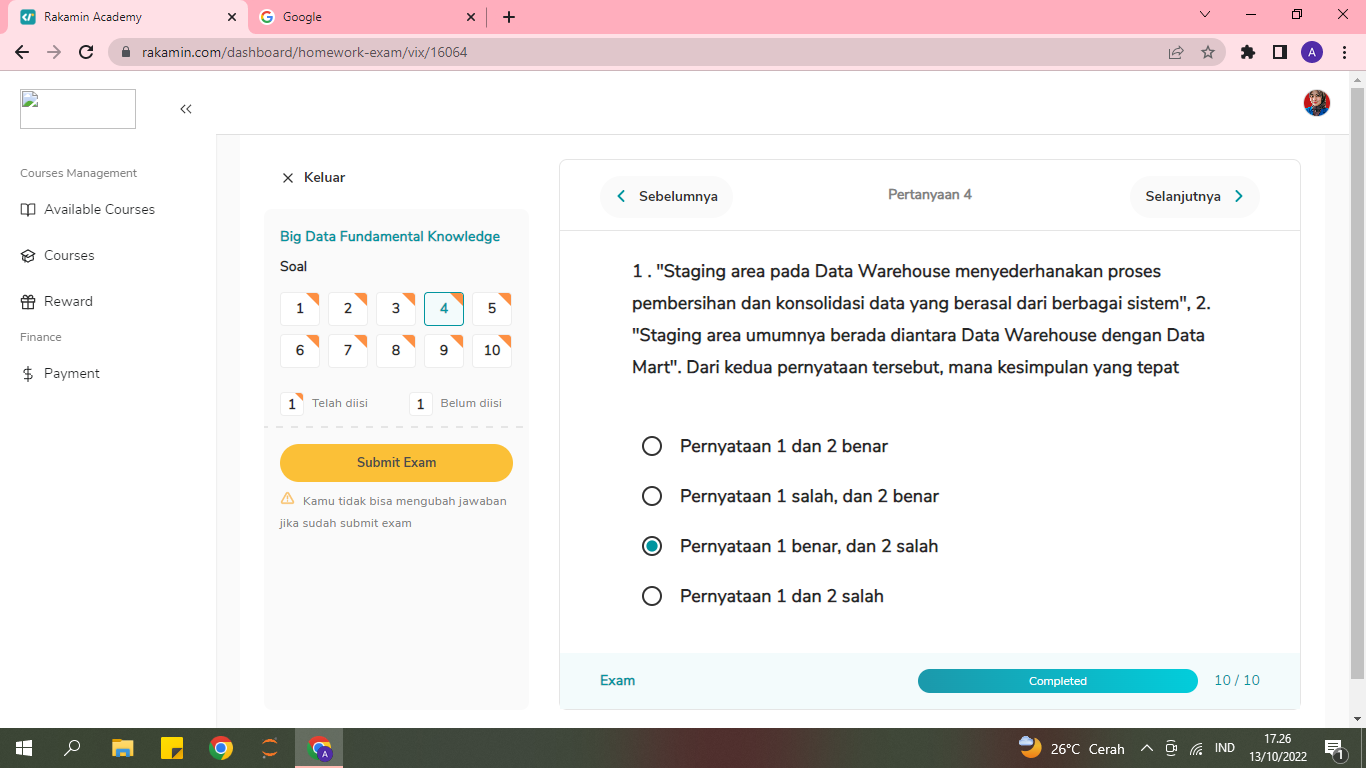 Rakamin Academy
Google
rakamin.com/dashboard/homework-exam/vix/16064
A
Courses Management
Available Courses
Courses
Reward
Finance
Payment
Keluar
Big Data Fundamental Knowledge
Soal
1 2 3 4 5
6 7 8 9 10
1 Telah diisi 1 Belum diisi
Submit Exam
Kamu tidak bisa mengubah jawaban
jika sudah submit exam
Sebelumnya
Pertanyaan 4
Selanjutnya
1 . "Staging area pada Data Warehouse menyederhanakan proses
pembersihan dan konsolidasi data yang berasal dari berbagai sistem", 2.
"Staging area umumnya berada diantara Data Warehouse dengan Data
Mart". Dari kedua pernyataan tersebut, mana kesimpulan yang tepat
Pernyataan 1 dan 2 benar
Pernyataan 1 salah, dan 2 benar
Pernyataan 1 benar, dan 2 salah
Pernyataan 1 dan 2 salah
Exam
Completed
10 / 10
A
26°C Cerah
IND
17.26
13/10/2022
1